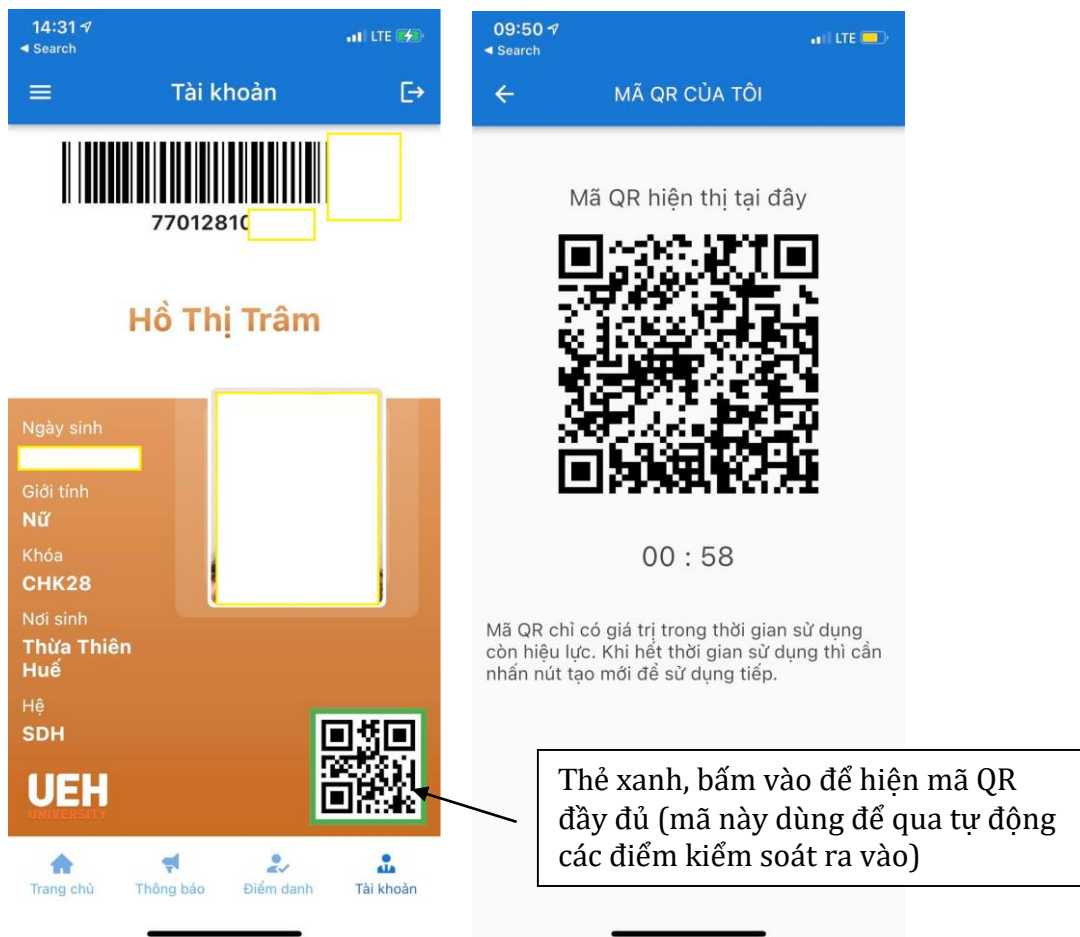 14:31
◄ Search
LTE
Tài khoản
77012810
Hồ Thị Trâm
Ngày sinh
Giới tính
Nữ
Khóa
CHK28
Nơi sinh
Thừa Thiên
Huế
Hệ
SDH
UEH
UNIVERSITY
Trang chủ
Thông báo
Điểm danh
Tài khoản
09:50
◄ Search
LTE
MÃ QR CỦA TÔI
Mã QR hiện thị tại đây
00 : 58
Mã QR chỉ có giá trị trong thời gian sử dụng
còn hiệu lực. Khi hết thời gian sử dụng thì cần
nhấn nút tạo mới để sử dụng tiếp.
Thẻ xanh, bấm vào để hiện mã QR
đầy đủ (mã này dùng để qua tự động
các điểm kiểm soát ra vào)